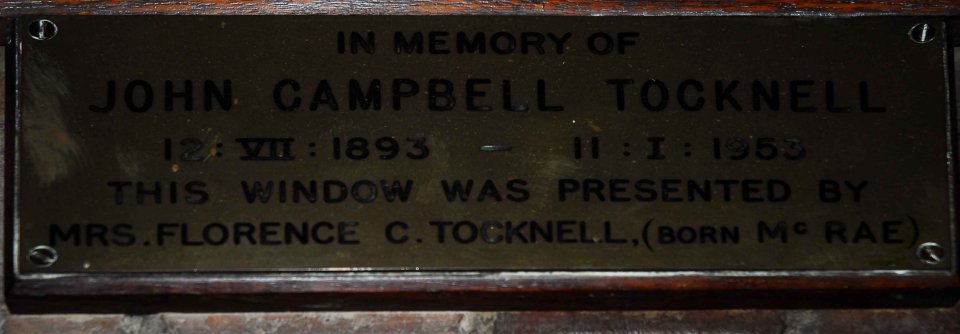 IN MEMORY OF
JOHN CAMPBELL TOCKNELL
12 : VII : 1893 – 11 : I : 1953
THIS WINDOW WAS PRESENTED BY
MRS. FLORENCE C. TOCKNELL, (BORN Mc RAE)